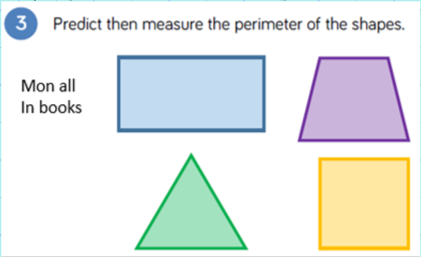 3 Predict then measure the perimeter of the shapes.
Mon all
In books